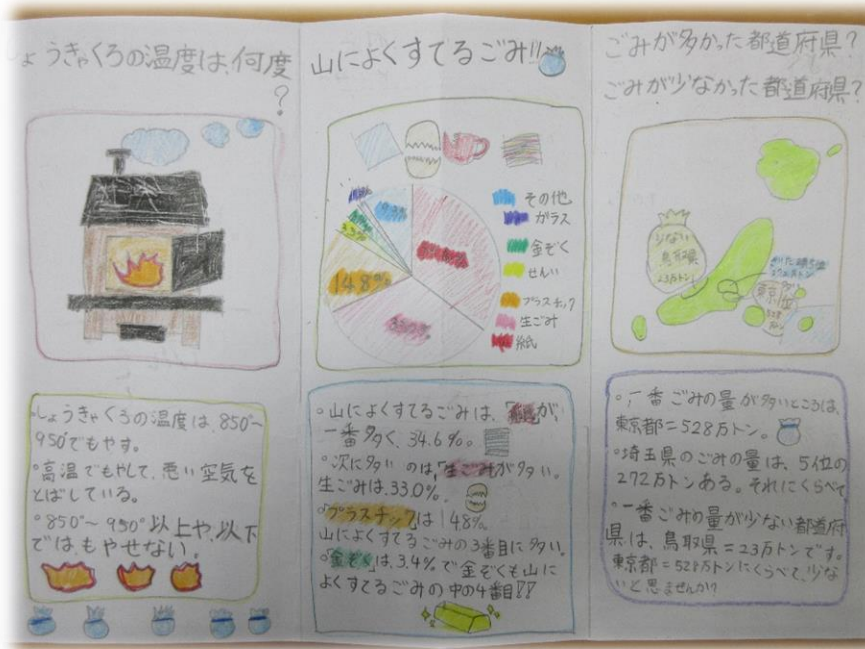 ょうきゃくろの温度は、何度
?
しょうきゃくろの温度は、850°〜
950°でもやす。
・高温でもやして、悪い空気を
とばしている。
°850°〜950°以上や、以下
では、もやせない。
山によくすてるごみ!!
14.8%
その他
ガラス
金ぞく
せんい
プラスチック
生ごみ
紙
°山によくすてるごみは、「紙」が、
一番多く、34.6%。
°次に多いのは、「生ごみ」が多い。
生ごみは、33.0%。
「プラスチック」は148%。
山によくすてるごみの3番目に多い。
°「金ぞく」は、3.4%で金ぞくも山に
よくすてるごみの中の4番目!!
ごみが多かった都道府県?
ごみが少なかった都道府県?
少ない
鳥取県
23万トン
多い
東京都
528
万トン
°一番ごみの量が多いところは、
東京都=528万トン。
°埼玉県のごみの量は、5位の
272万トンある。それにくらべて、
°一番ごみの量が少ない都道府
県は、鳥取県=23万トンです。
東京都=528万トンにくらべて、少な
いと思ませんか?